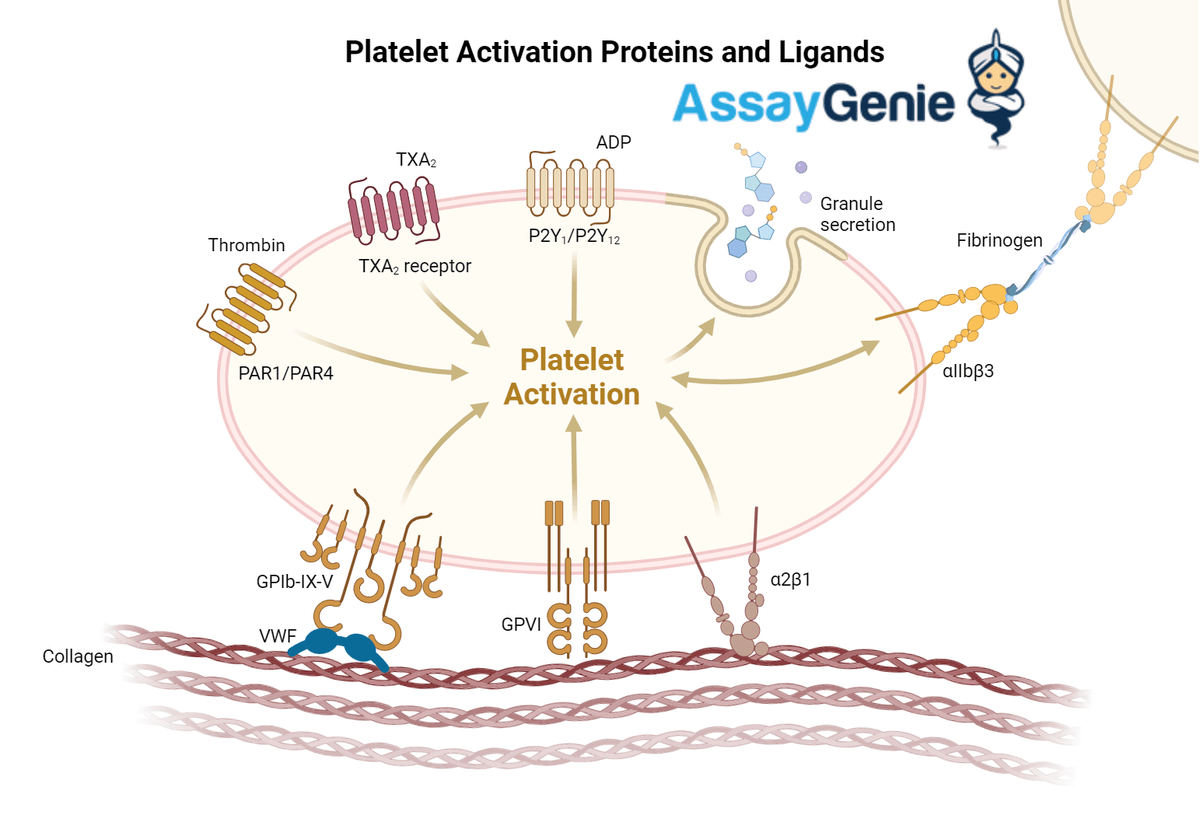 Platelet Activation Proteins and Ligands
AssayGenie
TXA₂
ADP
Granule
secretion
Thrombin
P2Y₁/P2Y₁₂
Fibrinogen
TXA₂ receptor
PAR1/PAR4
Platelet
Activation
αIIbβ3
GPIb-IX-V
α2β1
GPVI
VWF
Collagen